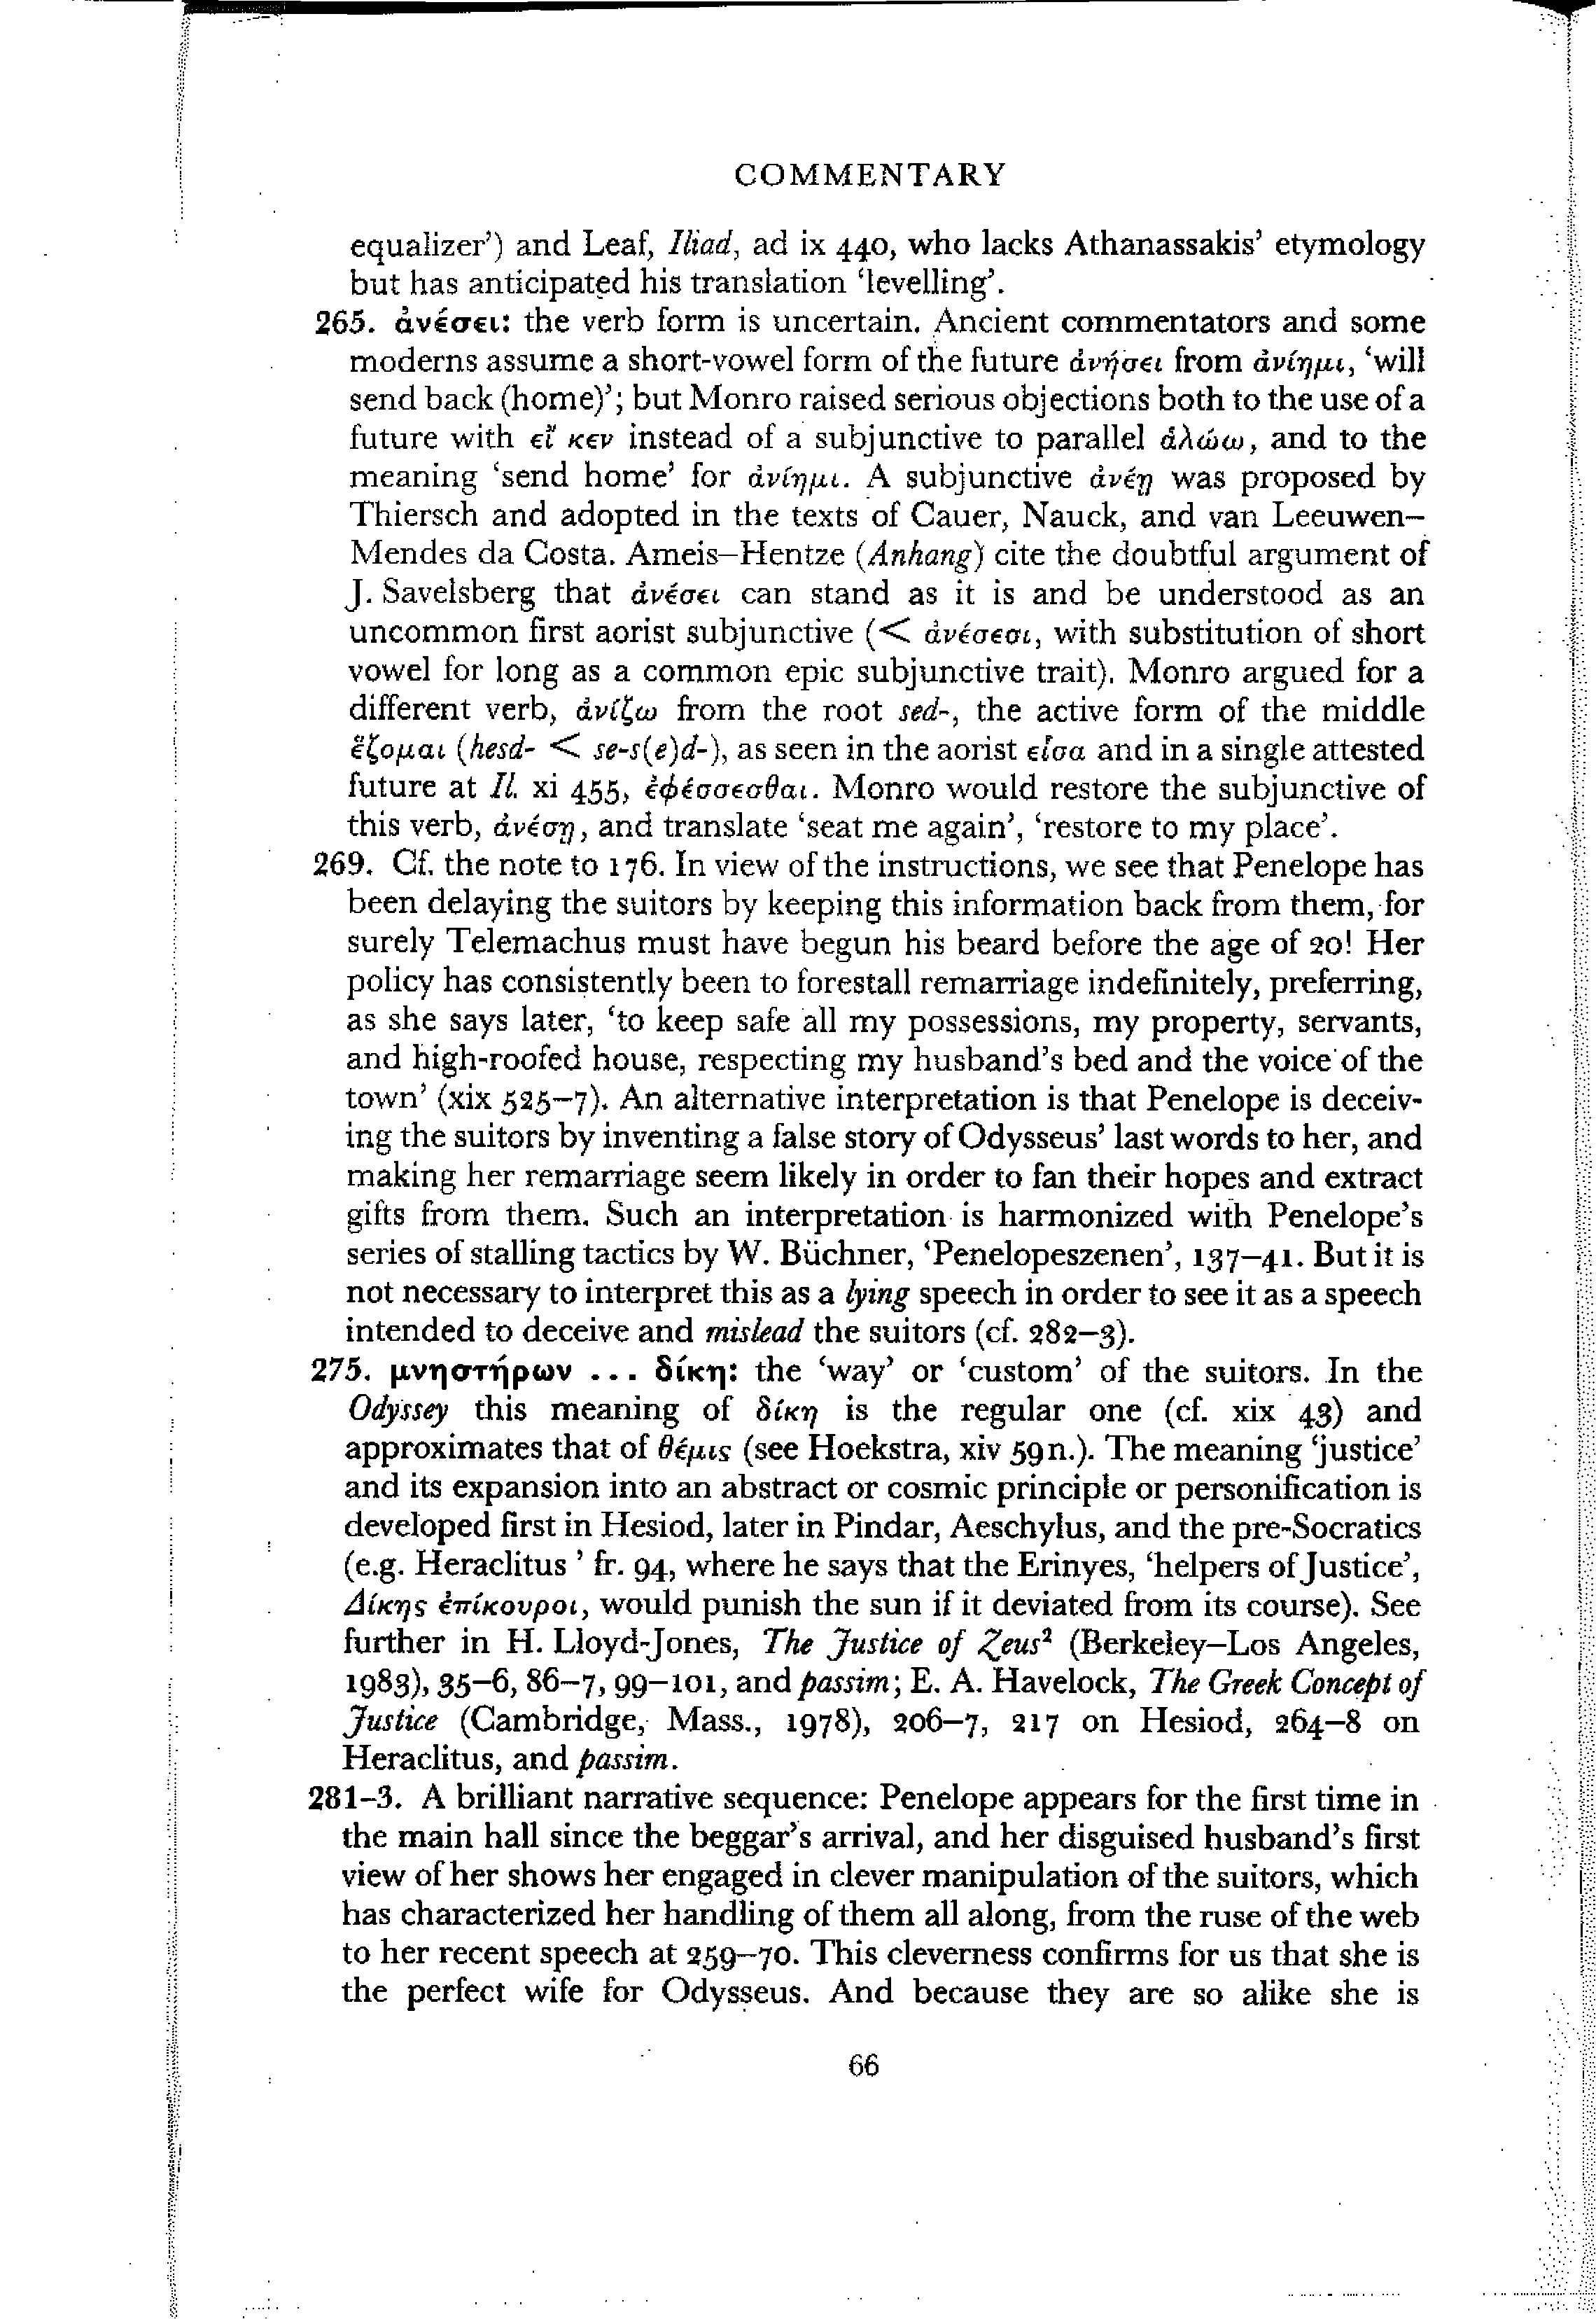 COMMENTARY
equalizer’) and Leaf, Iliad, ad ix 440, who lacks Athanassakis’ etymology
but has anticipated his translation ‘levelling’.
265. ἀνέσει: the verb form is uncertain. Ancient commentators and some
moderns assume a short-vowel form of the future ἀνήσει from ἀνίημι, ‘will
send back (home)’; but Monro raised serious objections both to the use of a
future with εἴ κεν instead of a subjunctive to parallel ἁλώω, and to the
meaning ‘send home’ for ἀνίημι. A subjunctive ἀνέῃ was proposed by
Thiersch and adopted in the texts of Cauer, Nauck, and van Leeuwen–
Mendes da Costa. Ameis–Hentze (Anhang) cite the doubtful argument of
J. Savelsberg that ἀνέσει can stand as it is and be understood as an
uncommon first aorist subjunctive (< ἀνέσεσι, with substitution of short
vowel for long as a common epic subjunctive trait). Monro argued for a
different verb, ἀνίζω from the root sed-, the active form of the middle
ἕζομαι (hesd- < se-s(e)d-), as seen in the aorist εἶσα and in a single attested
future at Il. xi 455, ἐφέσσεσθαι. Monro would restore the subjunctive of
this verb, ἀνέσῃ, and translate ‘seat me again’, ‘restore to my place’.
269. Cf. the note to 176. In view of the instructions, we see that Penelope has
been delaying the suitors by keeping this information back from them, for
surely Telemachus must have begun his beard before the age of 20! Her
policy has consistently been to forestall remarriage indefinitely, preferring,
as she says later, ‘to keep safe all my possessions, my property, servants,
and high-roofed house, respecting my husband’s bed and the voice of the
town’ (xix 525–7). An alternative interpretation is that Penelope is deceiv-
ing the suitors by inventing a false story of Odysseus’ last words to her, and
making her remarriage seem likely in order to fan their hopes and extract
gifts from them. Such an interpretation is harmonized with Penelope’s
series of stalling tactics by W. Büchner, ‘Penelopeszenen’, 137–41. But it is
not necessary to interpret this as a lying speech in order to see it as a speech
intended to deceive and mislead the suitors (cf. 282–3).
275. μνηστήρων ... δίκη: the ‘way’ or ‘custom’ of the suitors. In the
Odyssey this meaning of δίκη is the regular one (cf. xix 43) and
approximates that of θέμις (see Hoekstra, xiv 59n.). The meaning ‘justice’
and its expansion into an abstract or cosmic principle or personification is
developed first in Hesiod, later in Pindar, Aeschylus, and the pre-Socratics
(e.g. Heraclitus ’ fr. 94, where he says that the Erinyes, ‘helpers of Justice’,
Δίκης ἐπίκουροι, would punish the sun if it deviated from its course). See
further in H. Lloyd-Jones, The Justice of Zeus² (Berkeley–Los Angeles,
1983), 35–6, 86–7, 99–101, and passim; E. A. Havelock, The Greek Concept of
Justice (Cambridge, Mass., 1978), 206–7, 217 on Hesiod, 264–8 on
Heraclitus, and passim.
281–3. A brilliant narrative sequence: Penelope appears for the first time in
the main hall since the beggar’s arrival, and her disguised husband’s first
view of her shows her engaged in clever manipulation of the suitors, which
has characterized her handling of them all along, from the ruse of the web
to her recent speech at 259–70. This cleverness confirms for us that she is
the perfect wife for Odysseus. And because they are so alike she is
66